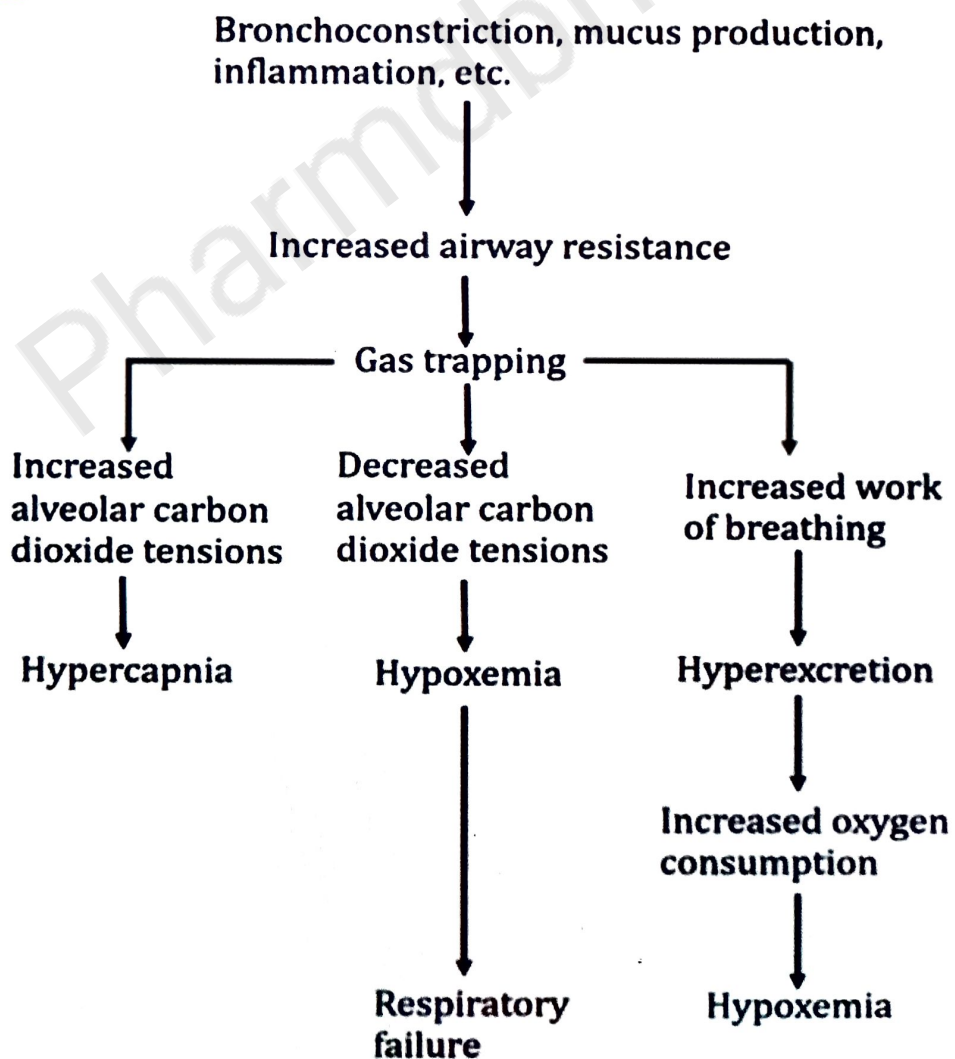 Bronchoconstriction, mucus production,
inflammation, etc.
Increased airway resistance
Gas trapping
Increased
alveolar carbon
dioxide tensions
Decreased
alveolar carbon
dioxide tensions
Increased work
of breathing
Hypercapnia
Hypoxemia
Hyperexcretion
Increased oxygen
consumption
Respiratory
failure
Hypoxemia